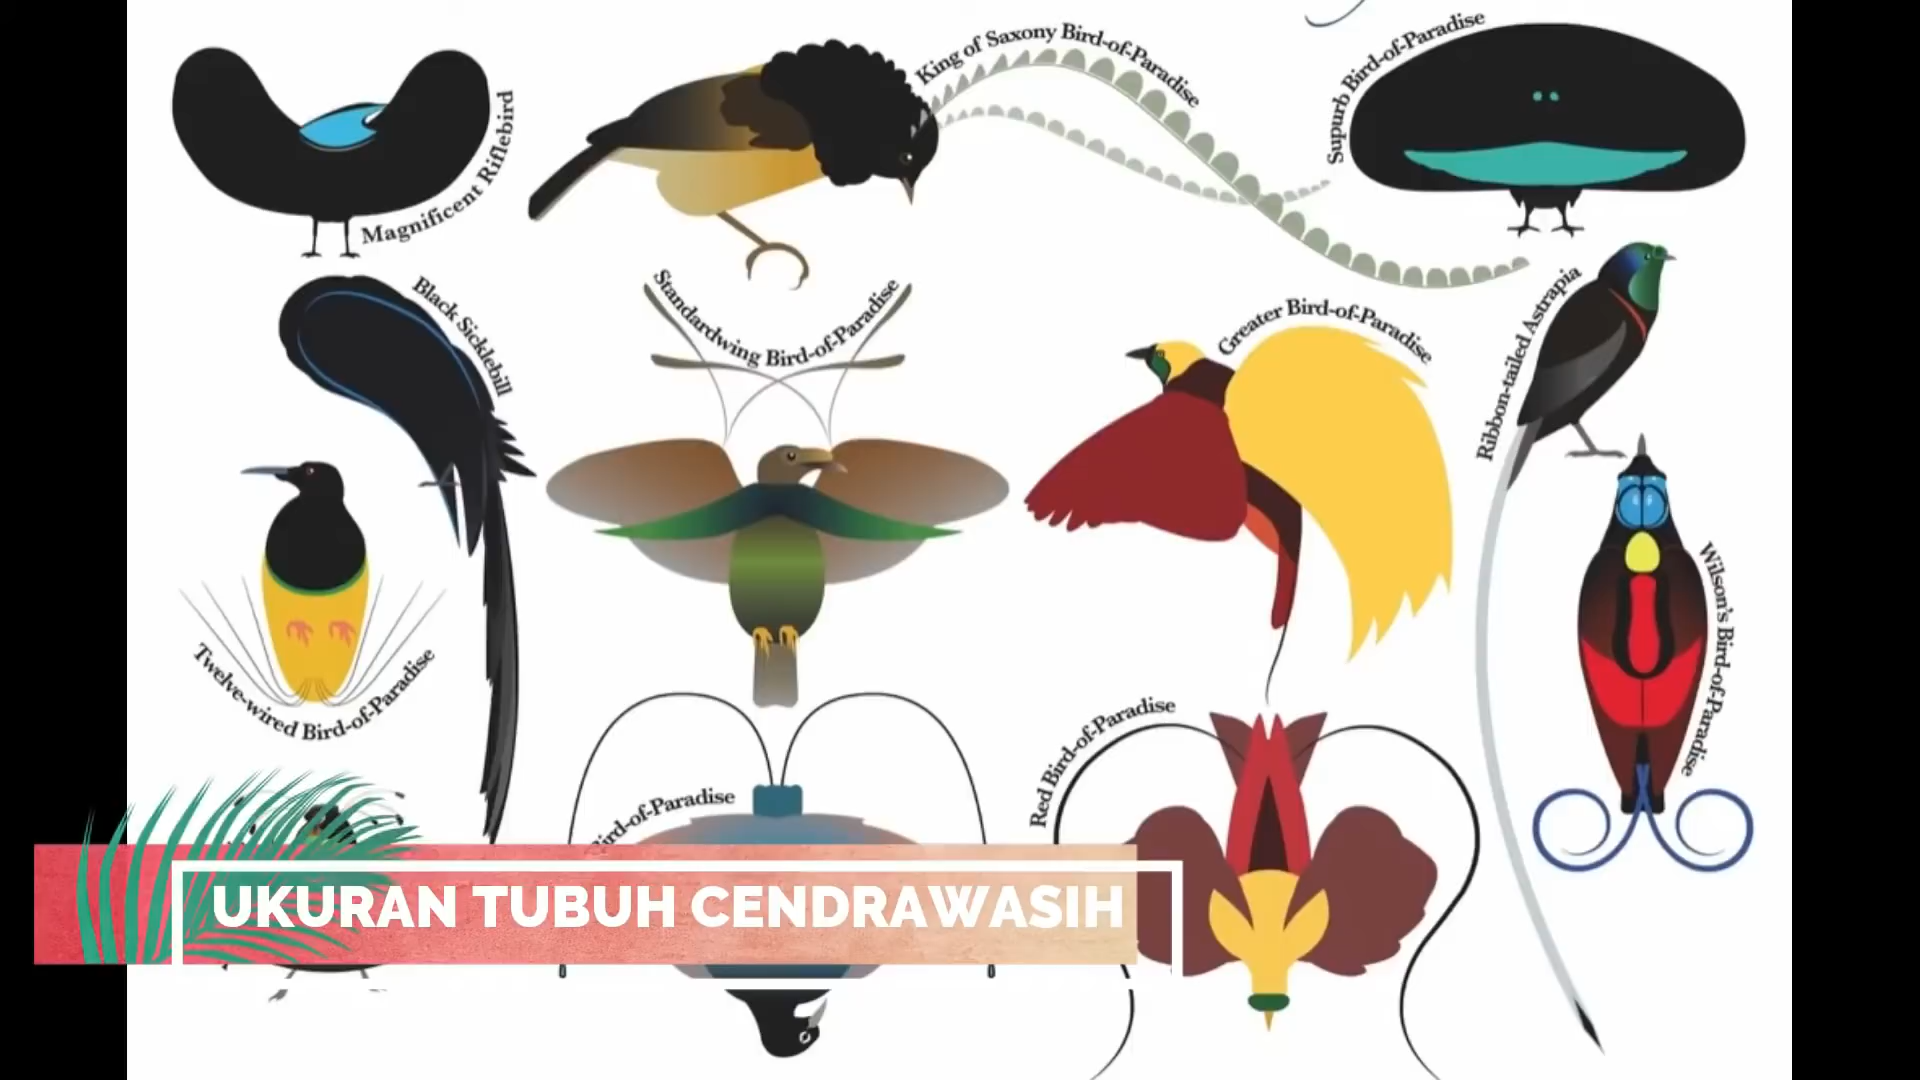 Magnificent Riflebird
King of Saxony Bird-of-Paradise
Supurb Bird-of-Paradise
Black Sicklebill
Standardwing Bird-of-Paradise
Greater Bird-of-Paradise
Ribbon-tailed Astrapia
Twelve-wired Bird-of-Paradise
Wilson's Bird-of-Paradise
Bird-of-Paradise
Red Bird-of-Paradise
UKURAN TUBUH CENDRAWASIH